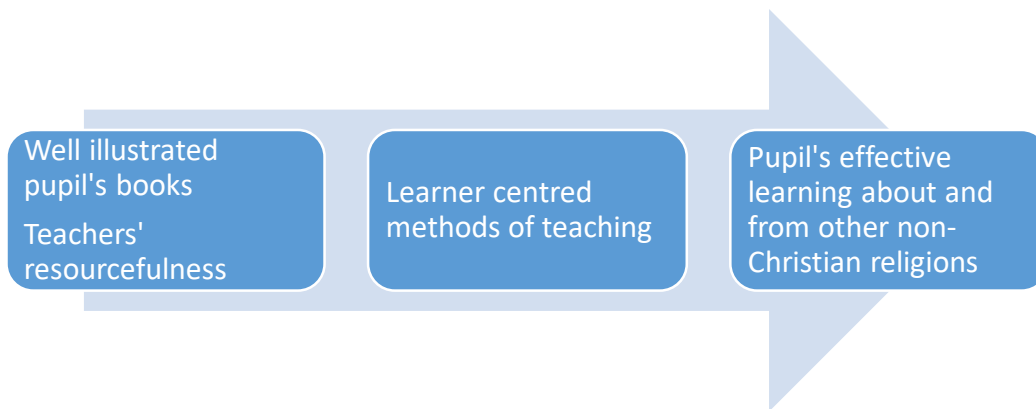 Well illustrated
pupil's books
Teachers'
resourcefulness
Learner centred
methods of teaching
Pupil's effective
learning about and
from other non-
Christian religions